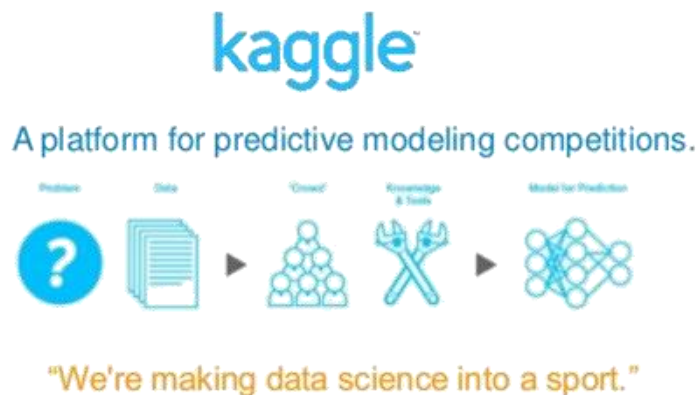 kaggle
A platform for predictive modeling competitions.
Problem Data "Crowd" Knowledge Model for Prediction
& Tools
?
"We're making data science into a sport."